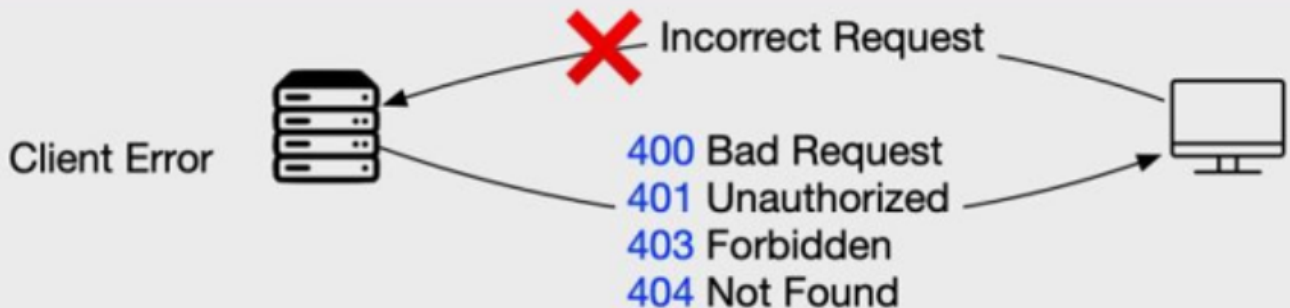 Incorrect Request
Client Error
400 Bad Request
401 Unauthorized
403 Forbidden
404 Not Found